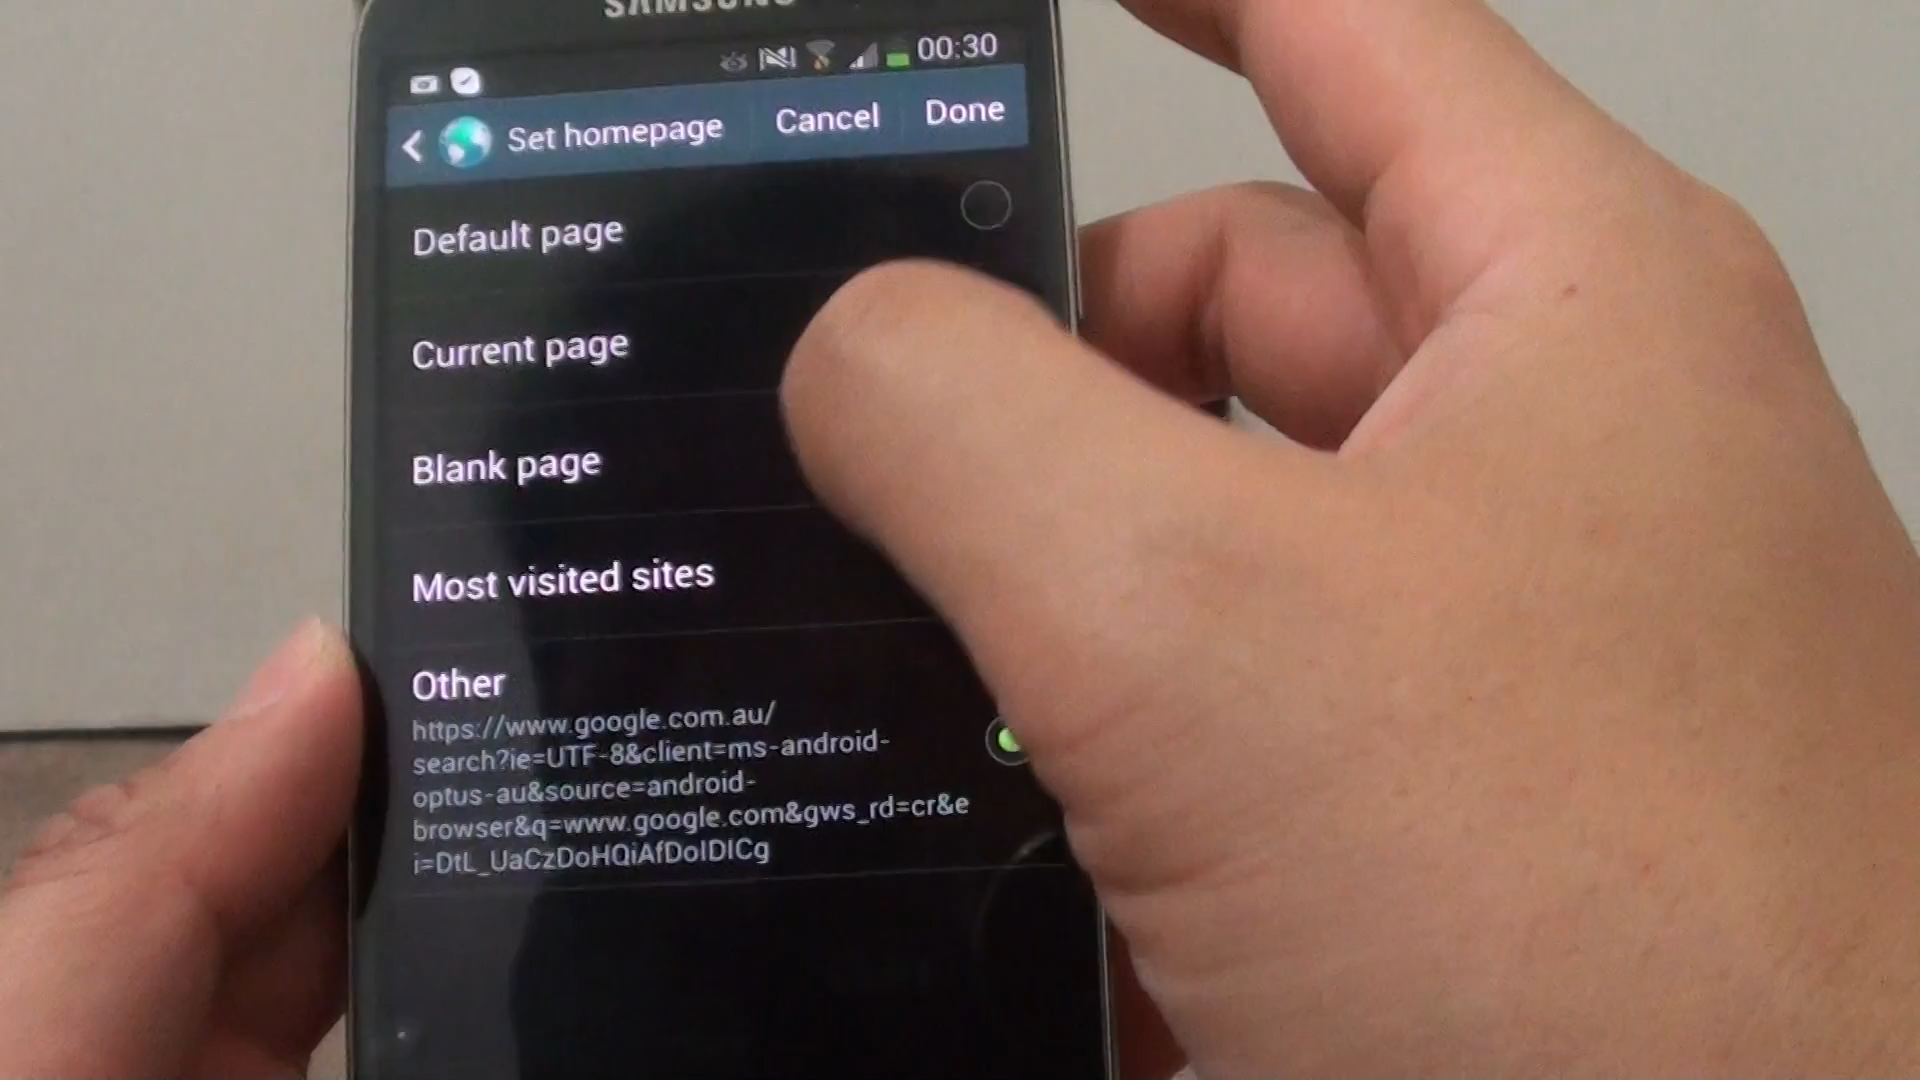 SAMSUNG
00:30
Set homepage Cancel Done
Default page
Current page
Blank page
Most visited sites
Other
https://www.google.com.au/
search?ie=UTF-8&client=ms-android-
optus-au&source=android-
browser&q=www.google.com&gws_rd=cr&e
i=DtL_UaCzDoHQiAfDoIDICg